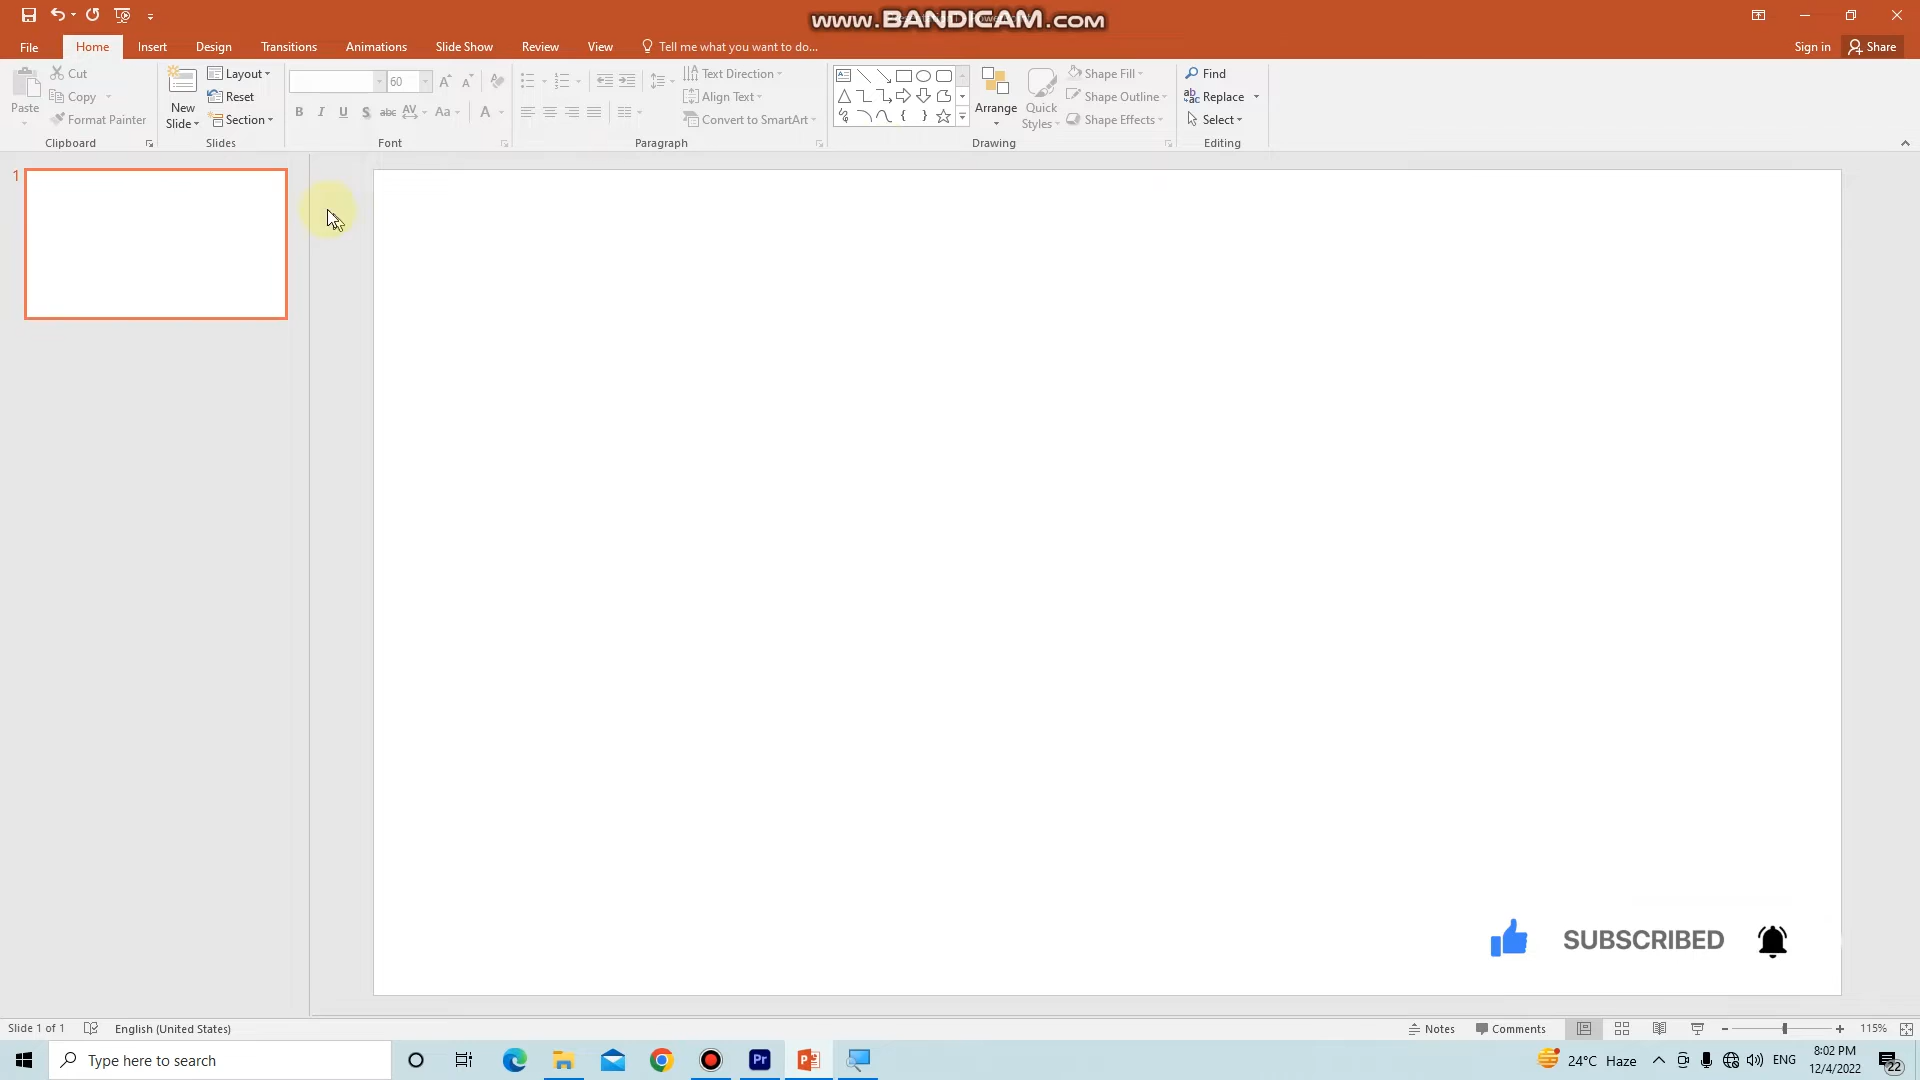 www.BANDICAM.com
File Home Insert Design Transitions Animations Slide Show Review View Tell me what you want to do... Sign in Share
Paste
Cut
Copy
Format Painter
Clipboard
New
Slide
Layout
Reset
Section
Slides
60
B I U S abc AV Aa A
Font
Text Direction
Align Text
Convert to SmartArt
Paragraph
Arrange
Quick
Styles
Shape Fill
Shape Outline
Shape Effects
Drawing
Find
Replace
Select
Editing
1
SUBSCRIBED
Slide 1 of 1 English (United States) Notes Comments 115%
Type here to search
Pr
24°C Haze
ENG
8:02 PM
12/4/2022
22